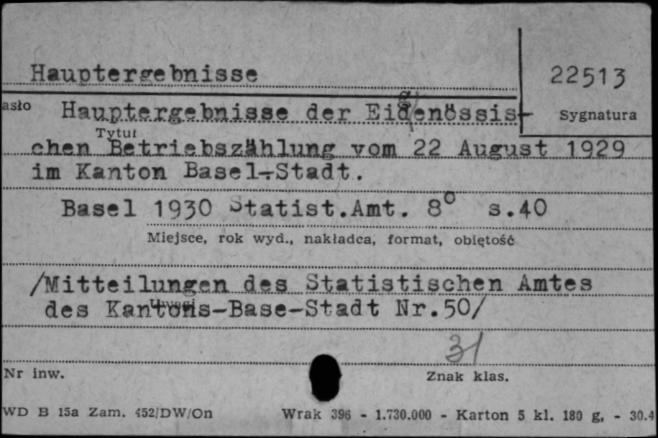 Hauptergebnisse
22513
asło
Sygnatura
Hauptergebnisse der Eidgenössis-
Tytuł
chen Betriebszählung vom 22 August 1929
im Kanton Basel-Stadt.
Basel 1930 Statist.Amt. 8° s.40
Miejsce, rok wyd., nakładca, format, objętość
/Mitteilungen des Statistischen Amtes
Uwagi
des Kantons-Base-Stadt Nr.50/
31
Nr inw.
Znak klas.
WD B 15a Zam. 452/DW/On
Wrak 396 - 1.730.000 - Karton 5 kl. 180 g. - 30.4